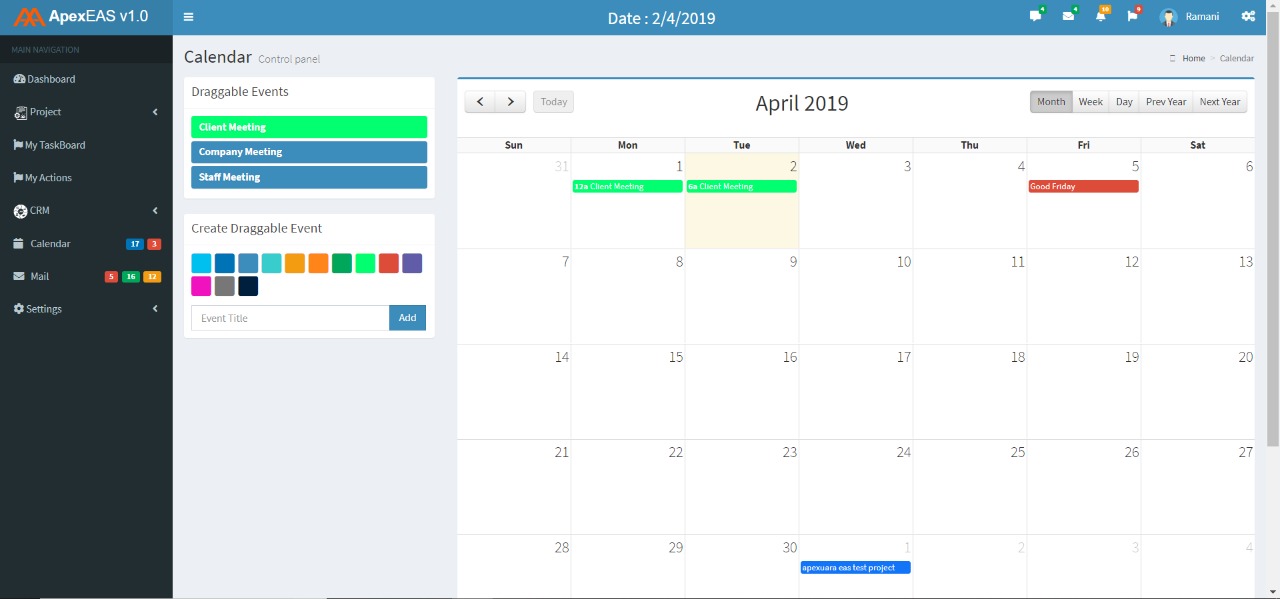 ApexEAS v1.0
Date : 2/4/2019
4
4
10
9
Ramani
MAIN NAVIGATION
Dashboard
Project
My TaskBoard
My Actions
CRM
Calendar 17 3
Mail 5 16 12
Settings
Calendar Control panel
Home > Calendar
Draggable Events
Client Meeting
Company Meeting
Staff Meeting
Create Draggable Event
Event Title Add
Today
April 2019
Month Week Day Prev Year Next Year
Sun Mon Tue Wed Thu Fri Sat
31 1 2 3 4 5 6
12a Client Meeting 6a Client Meeting Good Friday
7 8 9 10 11 12 13
14 15 16 17 18 19 20
21 22 23 24 25 26 27
28 29 30 1 2 3 4
apexuara eas test project